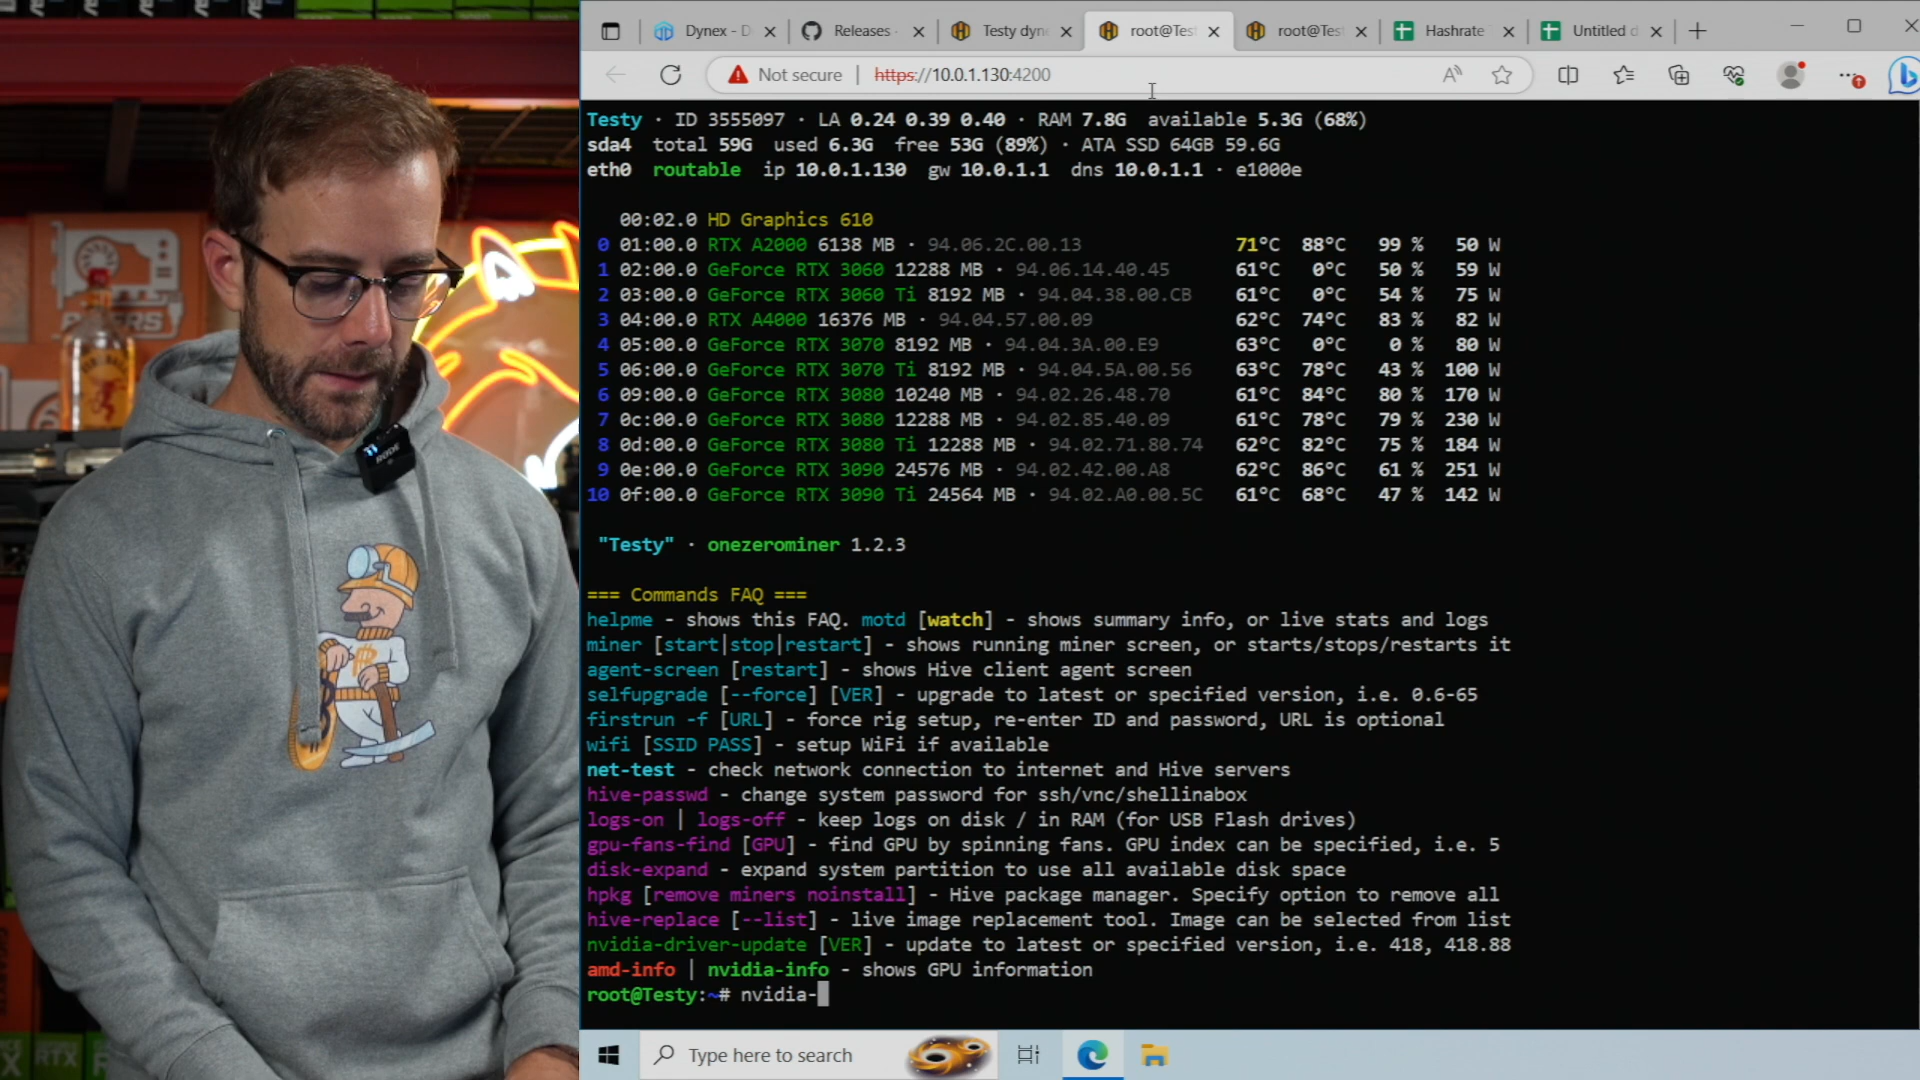 Dynex - D
Releases
Testy dyn
root@Test
root@Tes
Hashrate
Untitled d
Not secure
https://10.0.1.130:4200
Testy · ID 3555097 · LA 0.24 0.39 0.40 · RAM 7.8G available 5.3G (68%)
sda4 total 59G used 6.3G free 53G (89%) · ATA SSD 64GB 59.6G
eth0 routable ip 10.0.1.130 gw 10.0.1.1 dns 10.0.1.1 · e1000e
00:02.0 HD Graphics 610
0 01:00.0 RTX A2000 6138 MB · 94.06.2C.00.13 71°C 88°C 99 % 50 W
1 02:00.0 GeForce RTX 3060 12288 MB · 94.06.14.40.45 61°C 0°C 50 % 59 W
2 03:00.0 GeForce RTX 3060 Ti 8192 MB · 94.04.38.00.CB 61°C 0°C 54 % 75 W
3 04:00.0 RTX A4000 16376 MB · 94.04.57.00.09 62°C 74°C 83 % 82 W
4 05:00.0 GeForce RTX 3070 8192 MB · 94.04.3A.00.E9 63°C 0°C 0 % 80 W
5 06:00.0 GeForce RTX 3070 Ti 8192 MB · 94.04.5A.00.56 63°C 78°C 43 % 100 W
6 09:00.0 GeForce RTX 3080 10240 MB · 94.02.26.48.70 61°C 84°C 80 % 170 W
7 0c:00.0 GeForce RTX 3080 12288 MB · 94.02.85.40.09 61°C 78°C 79 % 230 W
8 0d:00.0 GeForce RTX 3080 Ti 12288 MB · 94.02.71.80.74 62°C 82°C 75 % 184 W
9 0e:00.0 GeForce RTX 3090 24576 MB · 94.02.42.00.A8 62°C 86°C 61 % 251 W
10 0f:00.0 GeForce RTX 3090 Ti 24564 MB · 94.02.A0.00.5C 61°C 68°C 47 % 142 W
"Testy" · onezerominer 1.2.3
=== Commands FAQ ===
helpme - shows this FAQ. motd [watch] - shows summary info, or live stats and logs
miner [start|stop|restart] - shows running miner screen, or starts/stops/restarts it
agent-screen [restart] - shows Hive client agent screen
selfupgrade [--force] [VER] - upgrade to latest or specified version, i.e. 0.6-65
firstrun -f [URL] - force rig setup, re-enter ID and password, URL is optional
wifi [SSID PASS] - setup WiFi if available
net-test - check network connection to internet and Hive servers
hive-passwd - change system password for ssh/vnc/shellinabox
logs-on | logs-off - keep logs on disk / in RAM (for USB Flash drives)
gpu-fans-find [GPU] - find GPU by spinning fans. GPU index can be specified, i.e. 5
disk-expand - expand system partition to use all available disk space
hpkg [remove miners noinstall] - Hive package manager. Specify option to remove all
hive-replace [--list] - live image replacement tool. Image can be selected from list
nvidia-driver-update [VER] - update to latest or specified version, i.e. 418, 418.88
amd-info | nvidia-info - shows GPU information
root@Testy:~# nvidia-
Type here to search
RODE
RTX